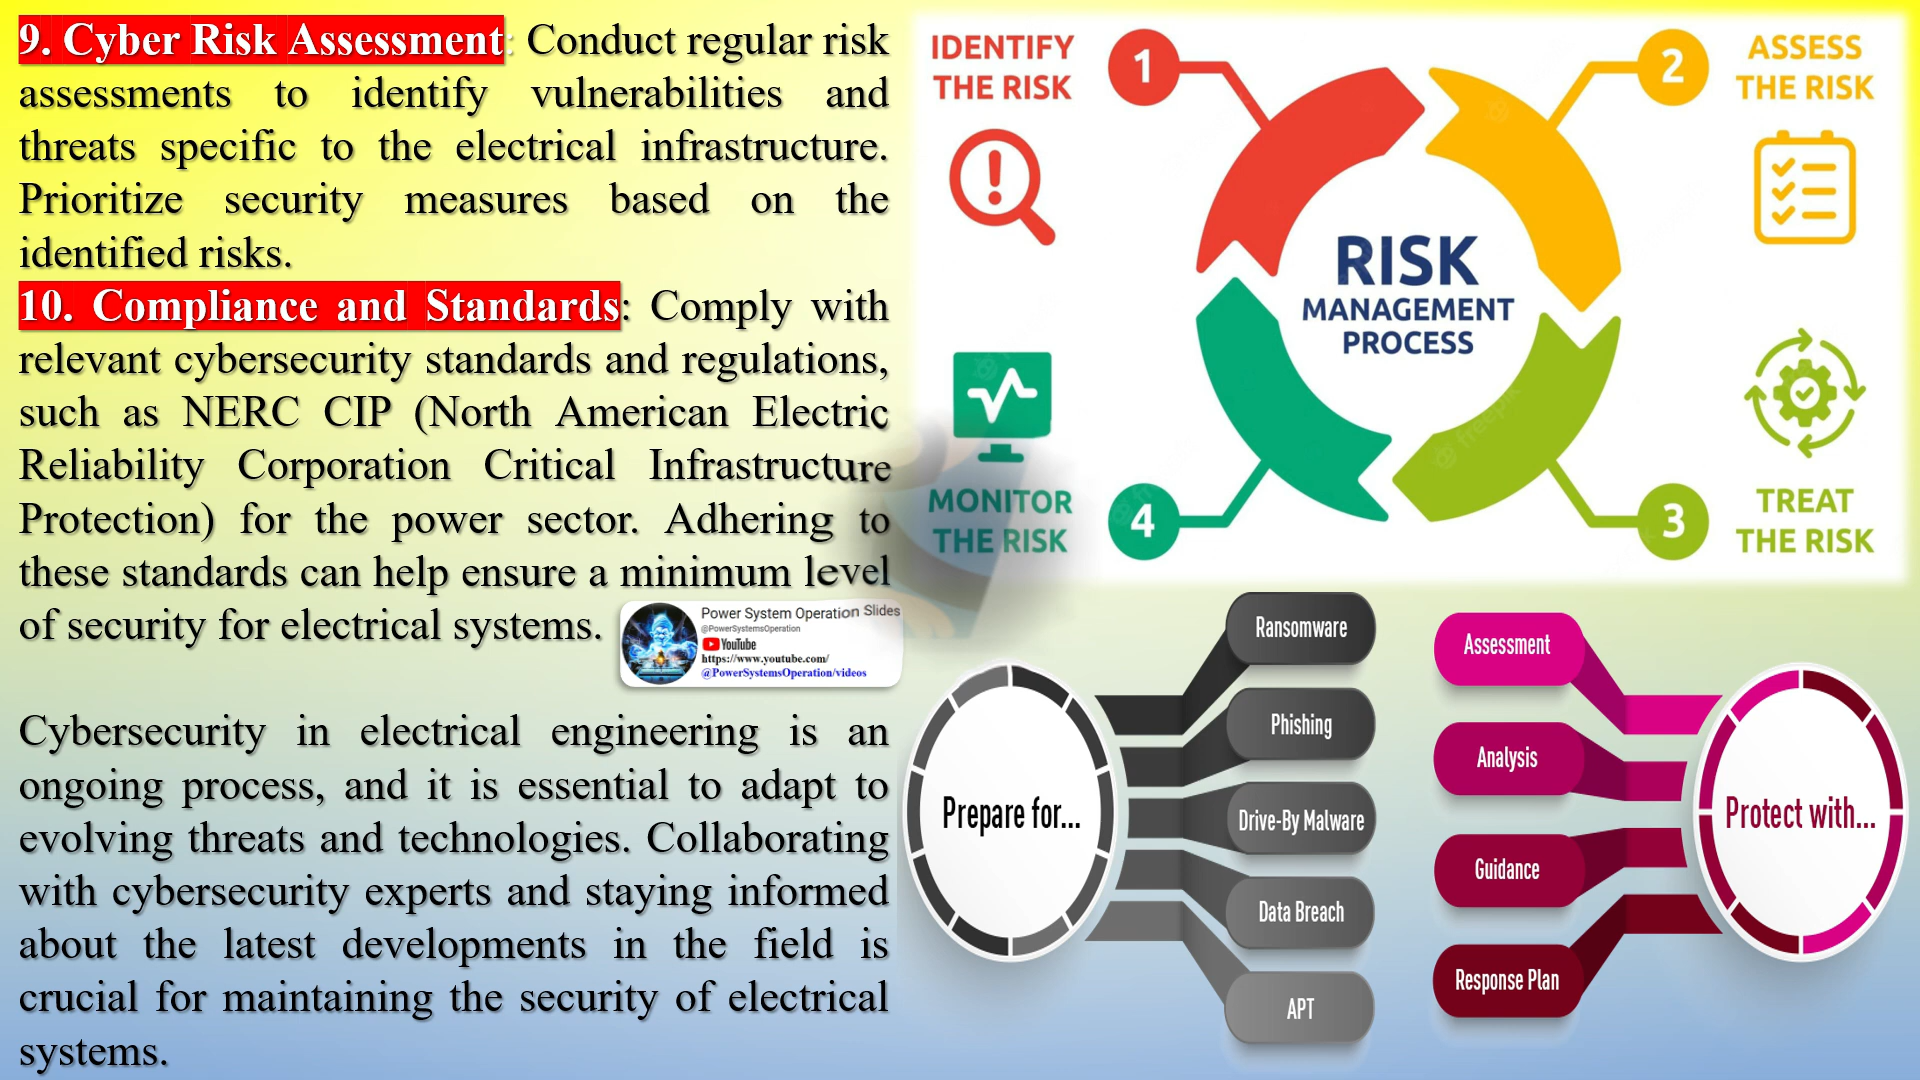 9. Cyber Risk Assessment: Conduct regular risk
assessments to identify vulnerabilities and
threats specific to the electrical infrastructure.
Prioritize security measures based on the
identified risks.
10. Compliance and Standards: Comply with
relevant cybersecurity standards and regulations,
such as NERC CIP (North American Electric
Reliability Corporation Critical Infrastructure
Protection) for the power sector. Adhering to
these standards can help ensure a minimum level
of security for electrical systems.
Power System Operation Slides
@PowerSystemsOperation
YouTube
https://www.youtube.com/
@PowerSystemsOperation/videos
Cybersecurity in electrical engineering is an
ongoing process, and it is essential to adapt to
evolving threats and technologies. Collaborating
with cybersecurity experts and staying informed
about the latest developments in the field is
crucial for maintaining the security of electrical
systems.
IDENTIFY
THE RISK
1
2
ASSESS
THE RISK
RISK
MANAGEMENT
PROCESS
MONITOR
THE RISK
4
3
TREAT
THE RISK
freepik
Prepare for...
Ransomware
Phishing
Drive-By Malware
Data Breach
APT
Assessment
Analysis
Guidance
Response Plan
Protect with...